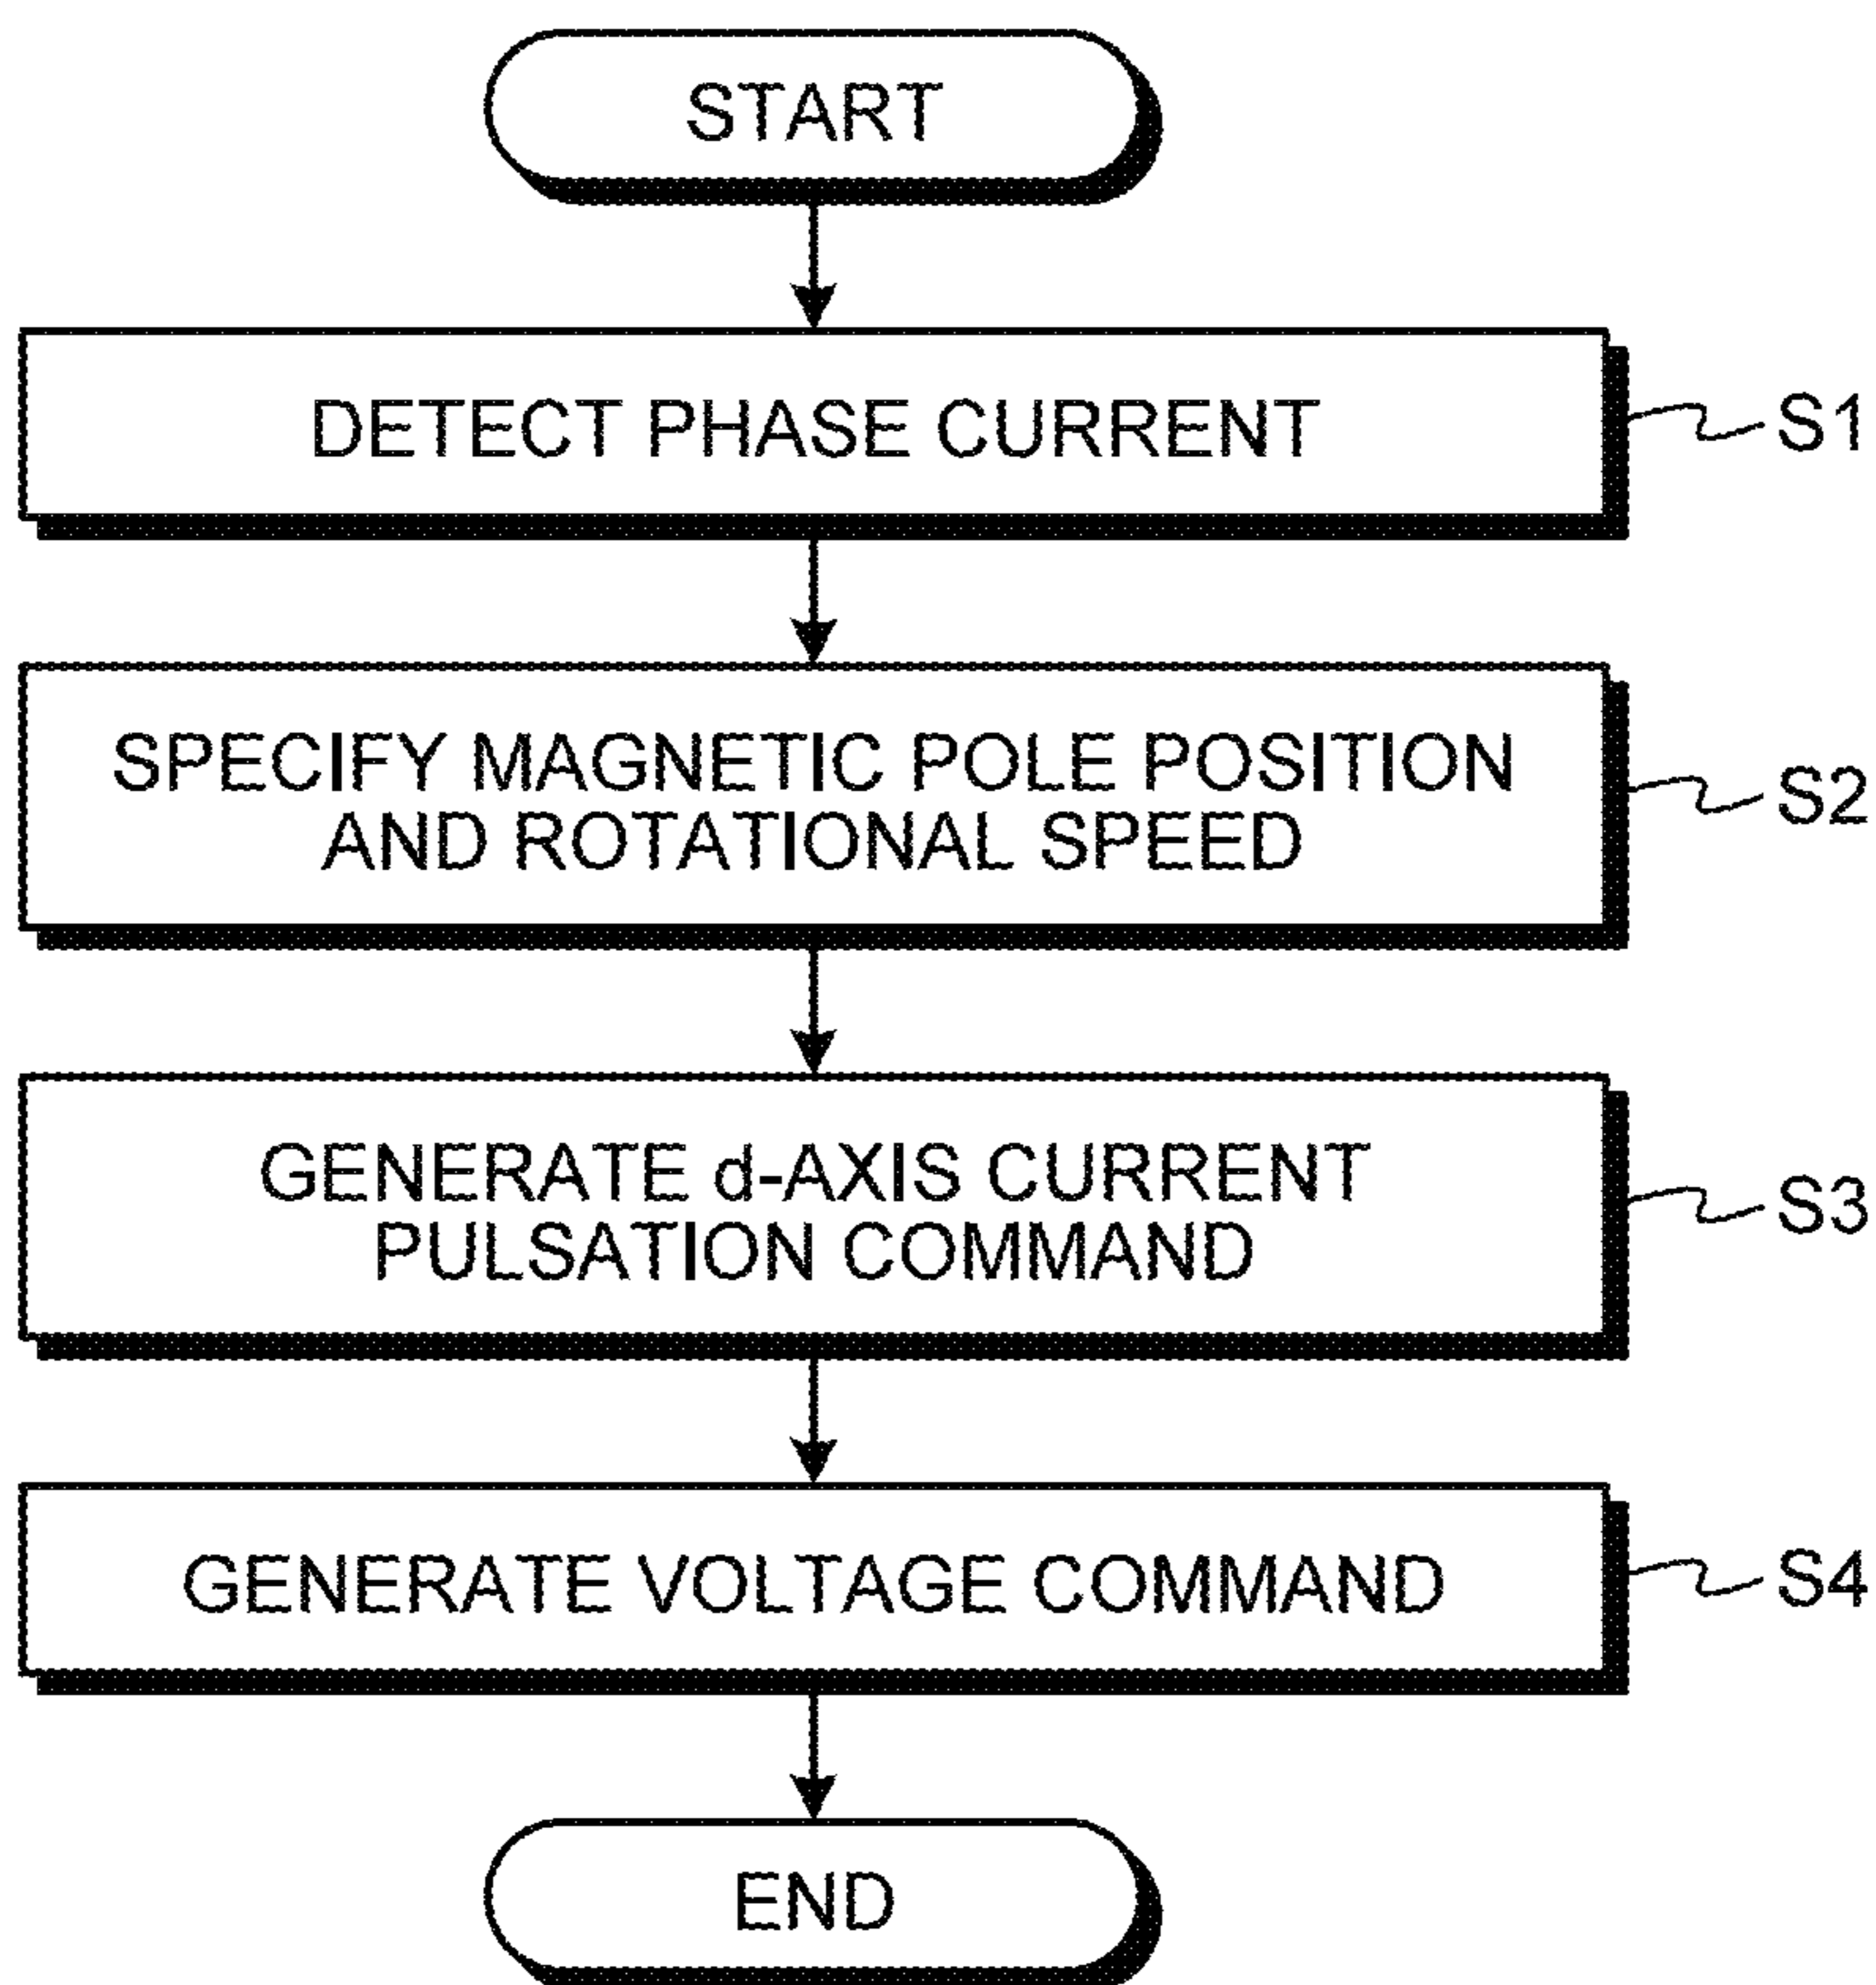 START
DETECT PHASE CURRENT
S1
SPECIFY MAGNETIC POLE POSITION
AND ROTATIONAL SPEED
S2
GENERATE d-AXIS CURRENT
PULSATION COMMAND
S3
GENERATE VOLTAGE COMMAND
S4
END